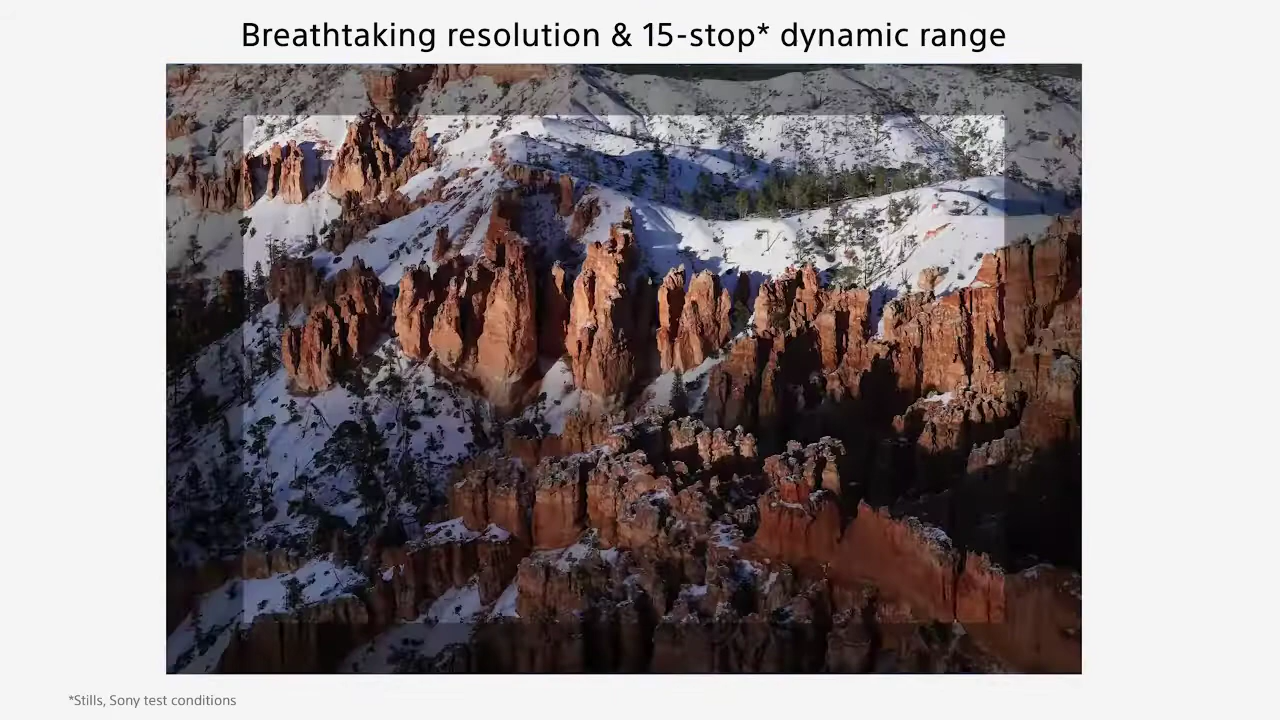 Breathtaking resolution & 15-stop* dynamic range
*Stills, Sony test conditions